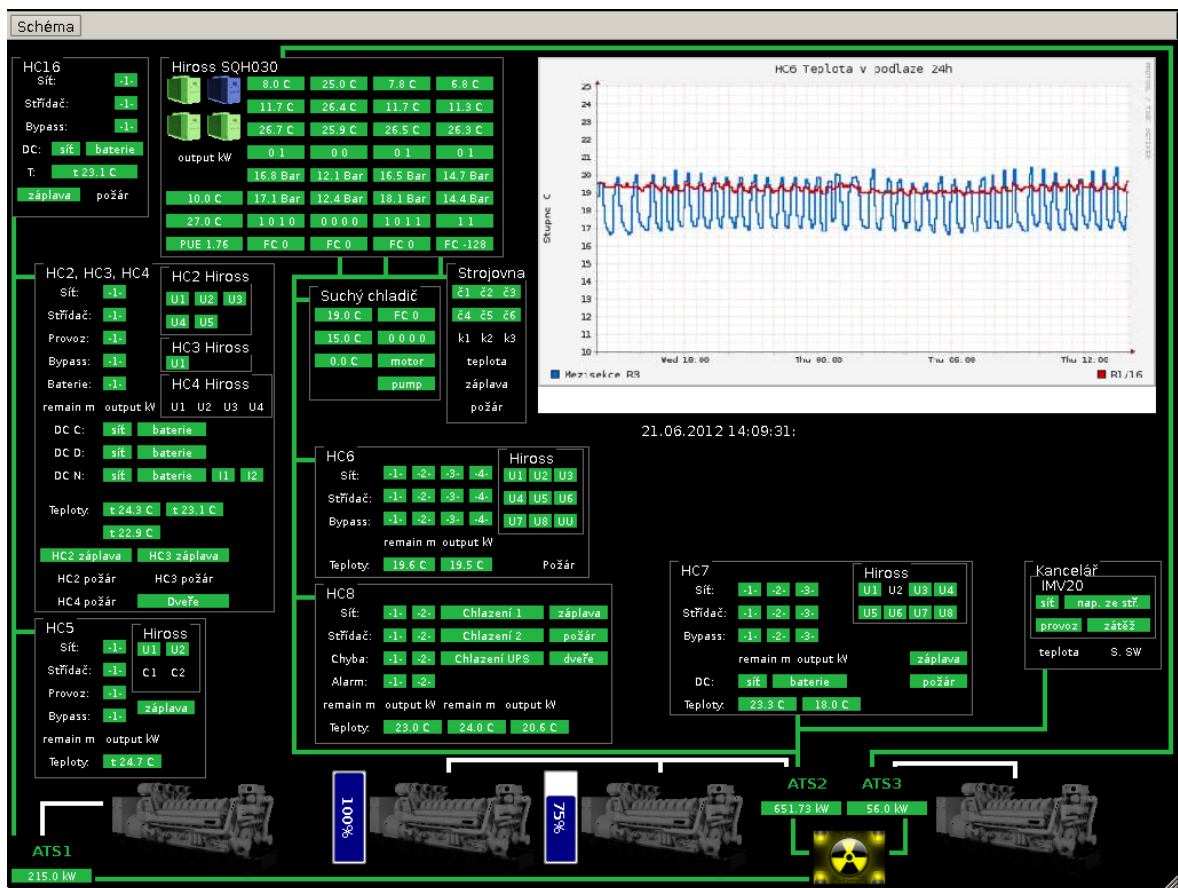 Schéma
HC16
Síť: -1-
Střídač: -1-
Bypass: -1-
DC: síť baterie
T: t 23.1 C
záplava požár
Hiross SQH030
8.0 C 25.0 C 7.8 C 6.8 C
11.7 C 26.4 C 11.7 C 11.3 C
26.7 C 25.9 C 26.5 C 26.3 C
output kW 0 1 0 0 0 1 0 1
16.8 Bar 12.1 Bar 16.5 Bar 14.7 Bar
10.0 C 17.1 Bar 12.4 Bar 18.1 Bar 14.4 Bar
27.0 C 1 0 1 0 0 0 0 0 1 0 1 1 1 1
PUE 1.76 FC 0 FC 0 FC 0 FC -128
HC6 Teplota v podlaze 24h
Stupne C
25
24
23
22
21
20
19
18
17
16
15
14
13
12
11
10
Wed 18:00 Thu 00:00 Thu 06:00 Thu 12:00
Mezisekce R3 R1/16
21.06.2012 14:09:31:
HC2, HC3, HC4
Síť: -1-
Střídač: -1-
Provoz: -1-
Bypass: -1-
Baterie: -1-
remain m output kW
DC C: síť baterie
DC D: síť baterie
DC N: síť baterie I1 I2
Teploty: t 24.3 C t 23.1 C
t 22.9 C
HC2 záplava HC3 záplava
HC2 požár HC3 požár
HC4 požár Dveře
HC2 Hiross
U1 U2 U3
U4 U5
HC3 Hiross
U1
HC4 Hiross
U1 U2 U3 U4
Suchý chladič
19.0 C FC 0
15.0 C 0 0 0 0
0.0 C motor
pump
Strojovna
č1 č2 č3
č4 č5 č6
k1 k2 k3
teplota
záplava
požár
HC6
Síť: -1- -2- -3- -4-
Střídač: -1- -2- -3- -4-
Bypass: -1- -2- -3- -4-
remain m output kW
Teploty: 19.6 C 19.5 C Požár
Hiross
U1 U2 U3
U4 U5 U6
U7 U8 UU
HC8
Síť: -1- -2- Chlazení 1 záplava
Střídač: -1- -2- Chlazení 2 požár
Chyba: -1- -2- Chlazení UPS dveře
Alarm: -1- -2-
remain m output kW remain m output kW
Teploty: 23.0 C 24.0 C 20.6 C
HC5
Síť: -1-
Střídač: -1-
Provoz: -1-
Bypass: -1-
remain m output kW
Teploty: t 24.7 C
Hiross
U1 U2
C1 C2
záplava
HC7
Síť: -1- -2- -3-
Střídač: -1- -2- -3-
Bypass: -1- -2- -3-
remain m output kW záplava
DC: síť baterie požár
Teploty: 23.3 C 18.0 C
Hiross
U1 U2 U3 U4
U5 U6 U7 U8
Kancelář
IMV20
síť nap. ze stř.
provoz zátěž
teplota S. SW
100%
75%
ATS2 ATS3
651.73 kW 56.0 kW
ATS1
215.0 kW